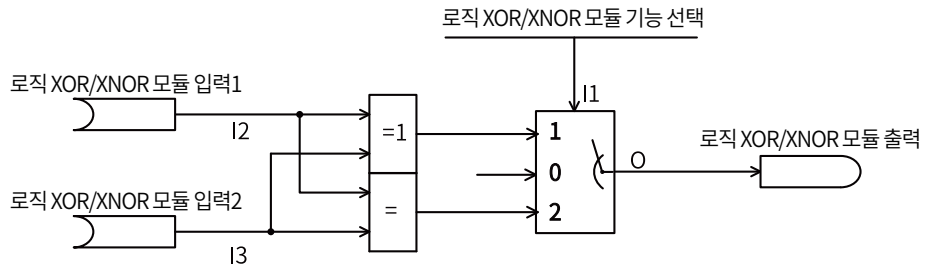 로직 XOR/XNOR 모듈 기능 선택
I1
로직 XOR/XNOR 모듈 입력1
I2
=1
1
로직 XOR/XNOR 모듈 출력
0
O
로직 XOR/XNOR 모듈 입력2
=
2
I3